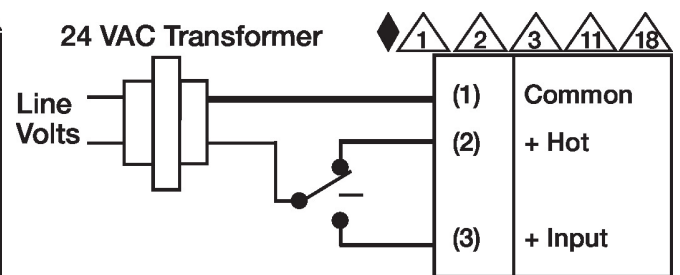 24 VAC Transformer
1 2 3 11 18
Line
Volts
(1) Common
(2) + Hot
(3) + Input